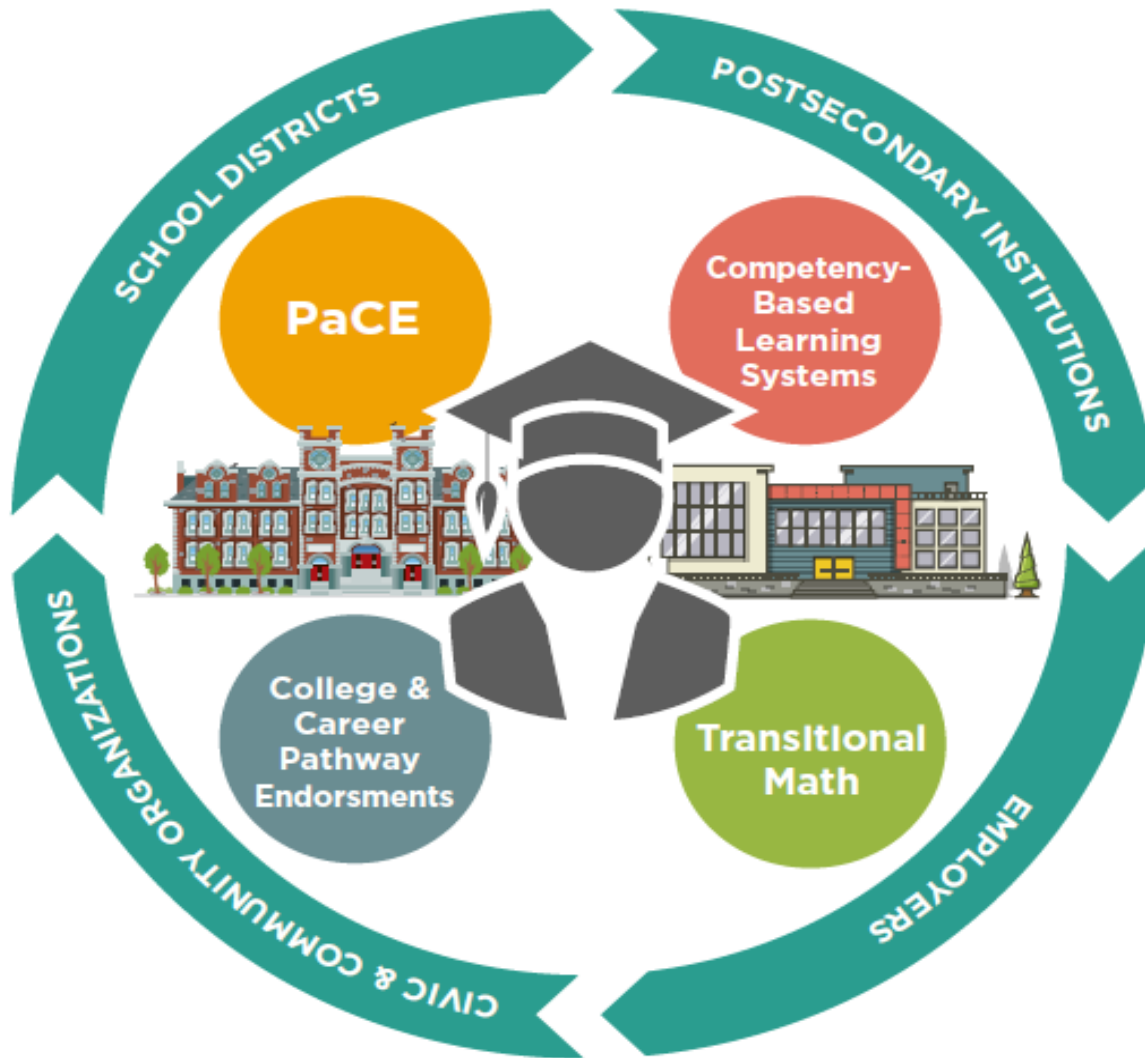 SCHOOL DISTRICTS
POSTSECONDARY INSTITUTIONS
PaCE
Competency-
Based
Learning
Systems
College &
Career
Pathway
Endorsments
Transitional
Math
EMPLOYERS
CIVIC & COMMUNITY ORGANIZATIONS